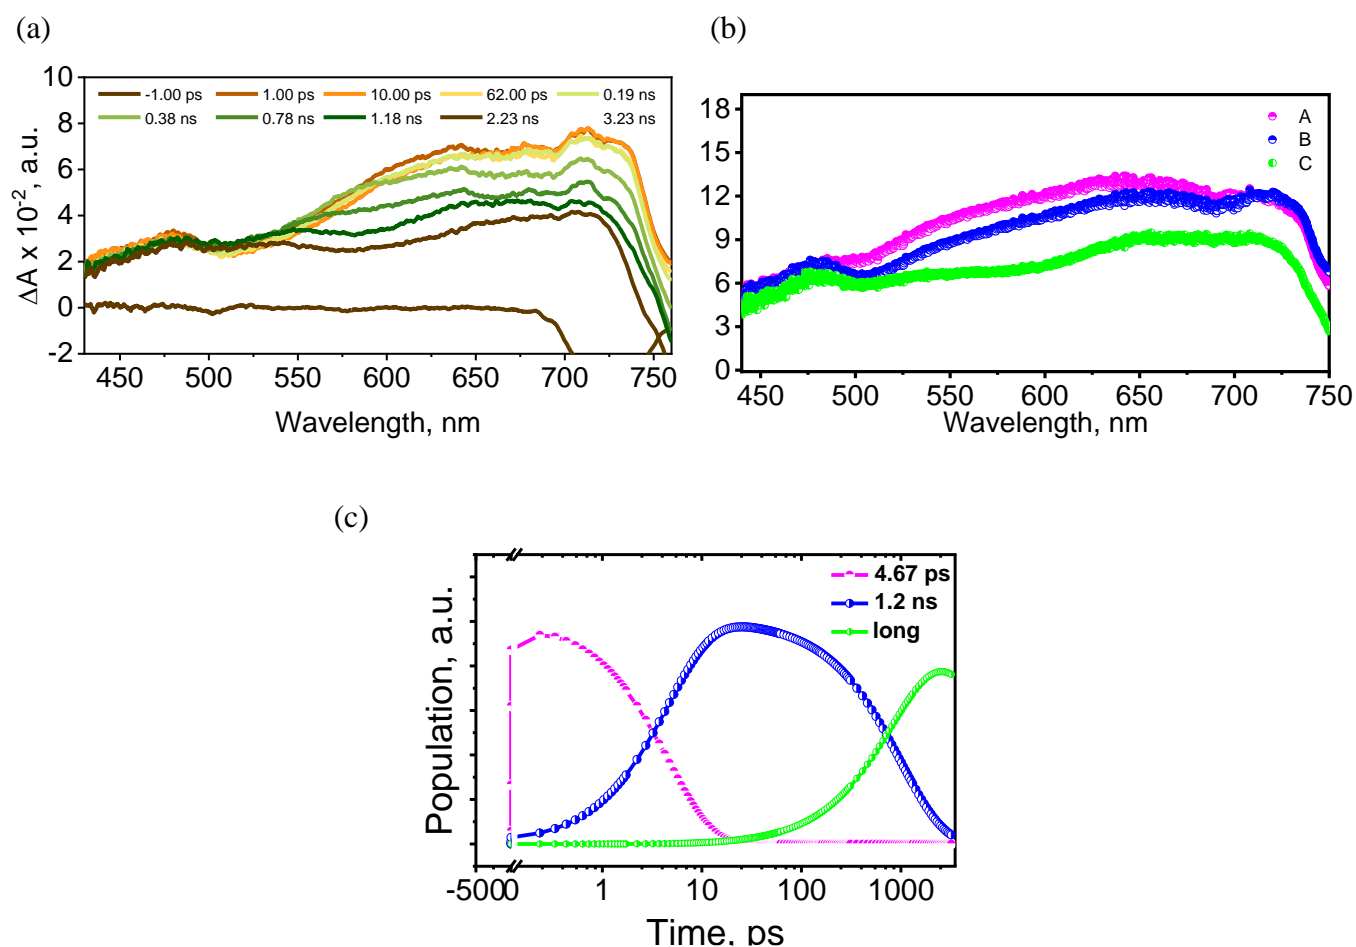 (a)
(b)
-1.00 ps 1.00 ps 10.00 ps 62.00 ps 0.19 ns
0.38 ns 0.78 ns 1.18 ns 2.23 ns 3.23 ns
10
8
6
4
2
0
-2
ΔA x 10-2, a.u.
450 500 550 600 650 700 750
Wavelength, nm
A
B
C
18
15
12
9
6
3
0
450 500 550 600 650 700 750
Wavelength, nm
(c)
4.67 ps
1.2 ns
long
Population, a.u.
-5000 0 1 10 100 1000
Time, ps